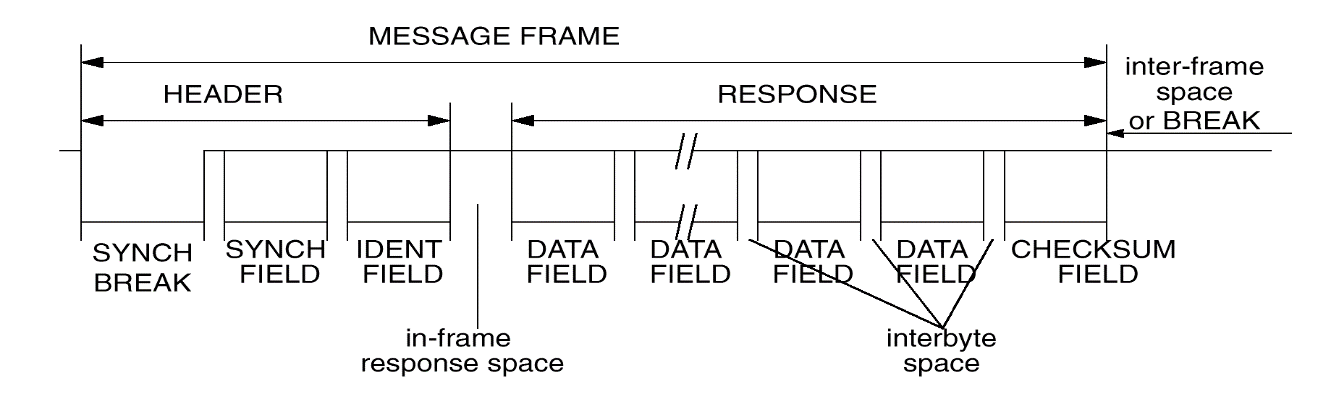 MESSAGE FRAME
HEADER
RESPONSE
inter-frame
space
or BREAK
SYNCH
BREAK
SYNCH
FIELD
IDENT
FIELD
DATA
FIELD
DATA
FIELD
DATA
FIELD
DATA
FIELD
CHECKSUM
FIELD
in-frame
response space
interbyte
space